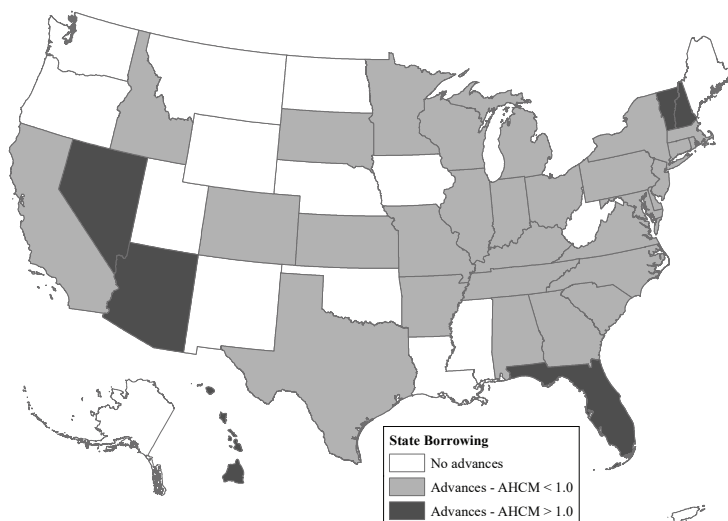 State Borrowing
No advances
Advances - AHCM < 1.0
Advances - AHCM > 1.0